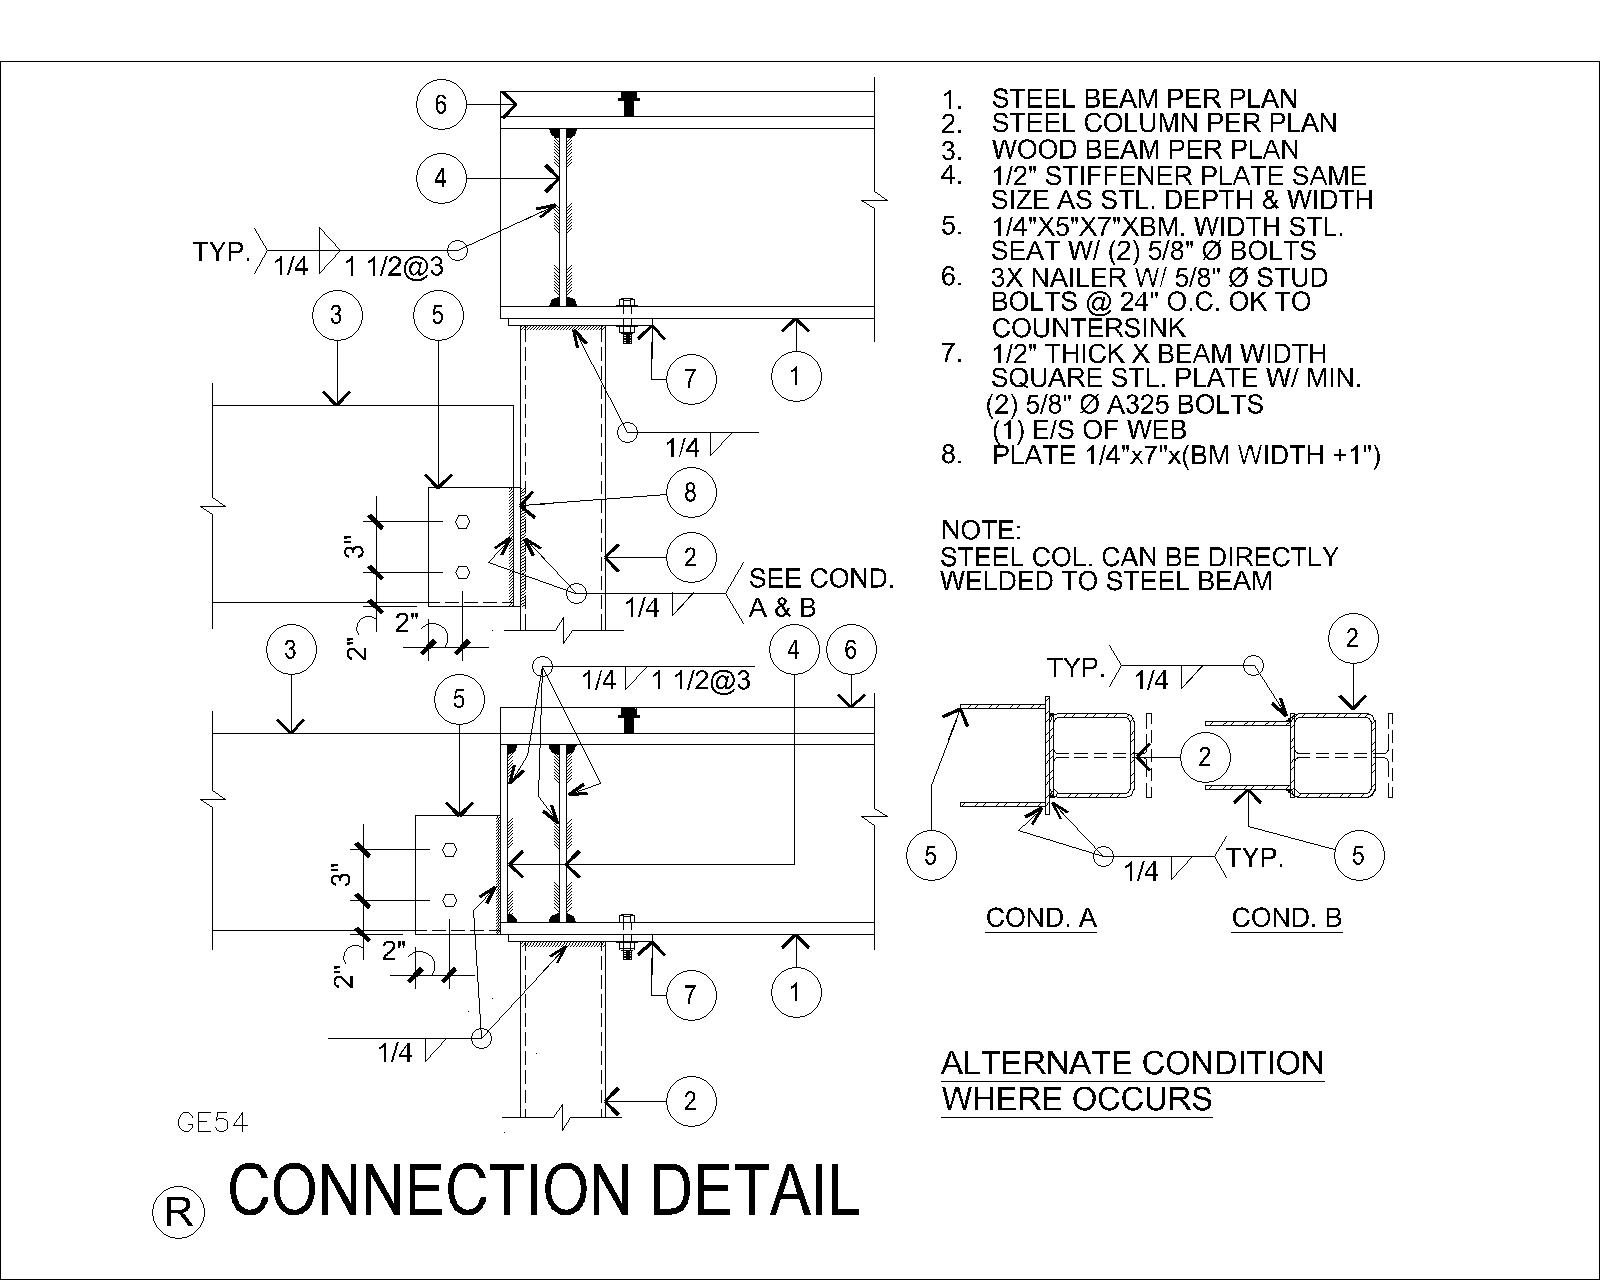 6
4
TYP. 1/4 1 1/2@3
3 5
7 1
1/4
8
3"
2
SEE COND.
1/4 A & B
2" 2"
3 4 6
1/4 1 1/2@3
5
3"
2" 2"
7 1
1/4
2
1. STEEL BEAM PER PLAN
2. STEEL COLUMN PER PLAN
3. WOOD BEAM PER PLAN
4. 1/2" STIFFENER PLATE SAME
SIZE AS STL. DEPTH & WIDTH
5. 1/4"X5"X7"XBM. WIDTH STL.
SEAT W/ (2) 5/8" Ø BOLTS
6. 3X NAILER W/ 5/8" Ø STUD
BOLTS @ 24" O.C. OK TO
COUNTERSINK
7. 1/2" THICK X BEAM WIDTH
SQUARE STL. PLATE W/ MIN.
(2) 5/8" Ø A325 BOLTS
(1) E/S OF WEB
8. PLATE 1/4"x7"x(BM WIDTH +1")
NOTE:
STEEL COL. CAN BE DIRECTLY
WELDED TO STEEL BEAM
2
TYP. 1/4
2
5 1/4 TYP. 5
COND. A COND. B
ALTERNATE CONDITION
WHERE OCCURS
GE54
R CONNECTION DETAIL